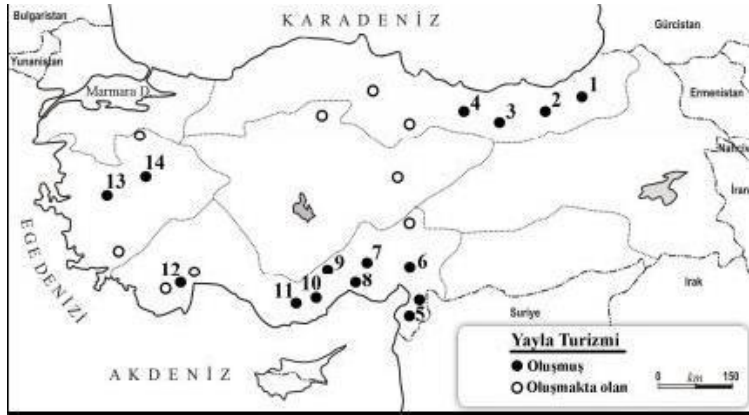 Bulgaristan
KARADENİZ
Gürcistan
Yunanistan
Marmara D.
Ermenistan
1
2
3
4
Nahciv
İran
14
13
EGE DENİZİ
12
11
10
9
7
8
6
5
Irak
Suriye
AKDENİZ
Yayla Turizmi
Oluşmuş
Oluşmakta olan
0 km 150